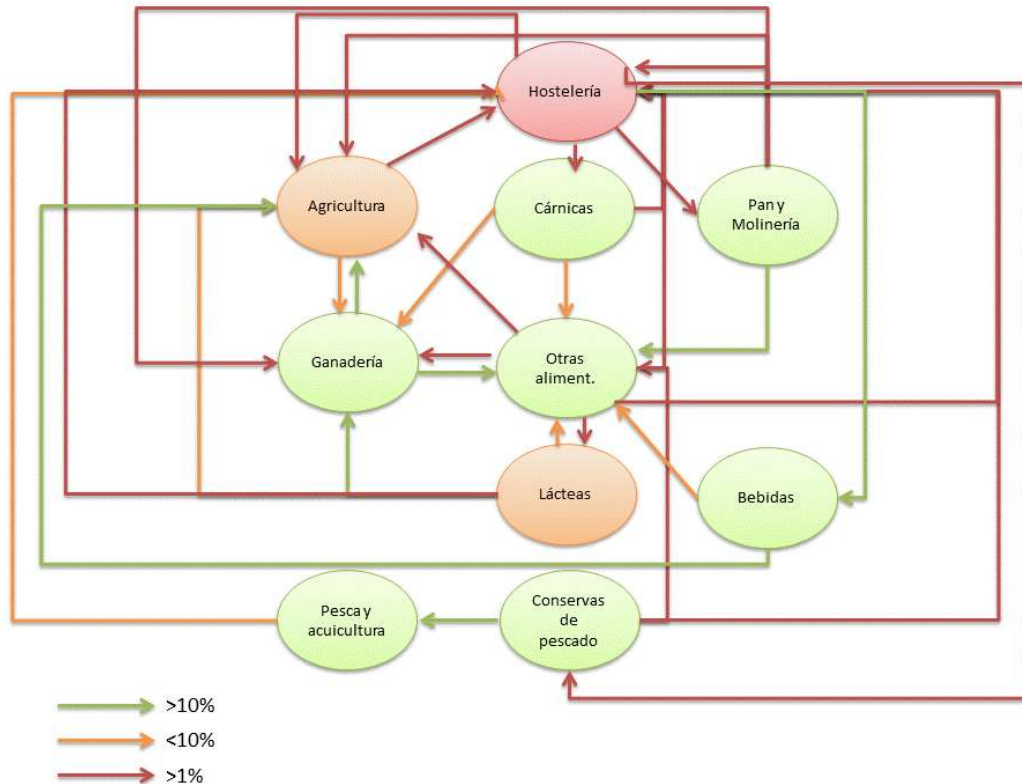 Hostelería
Agricultura
Cárnicas
Pan y
Molinería
Ganadería
Otras
aliment.
Lácteas
Bebidas
Pesca y
acuicultura
Conservas
de
pescado
>10%
<10%
>1%